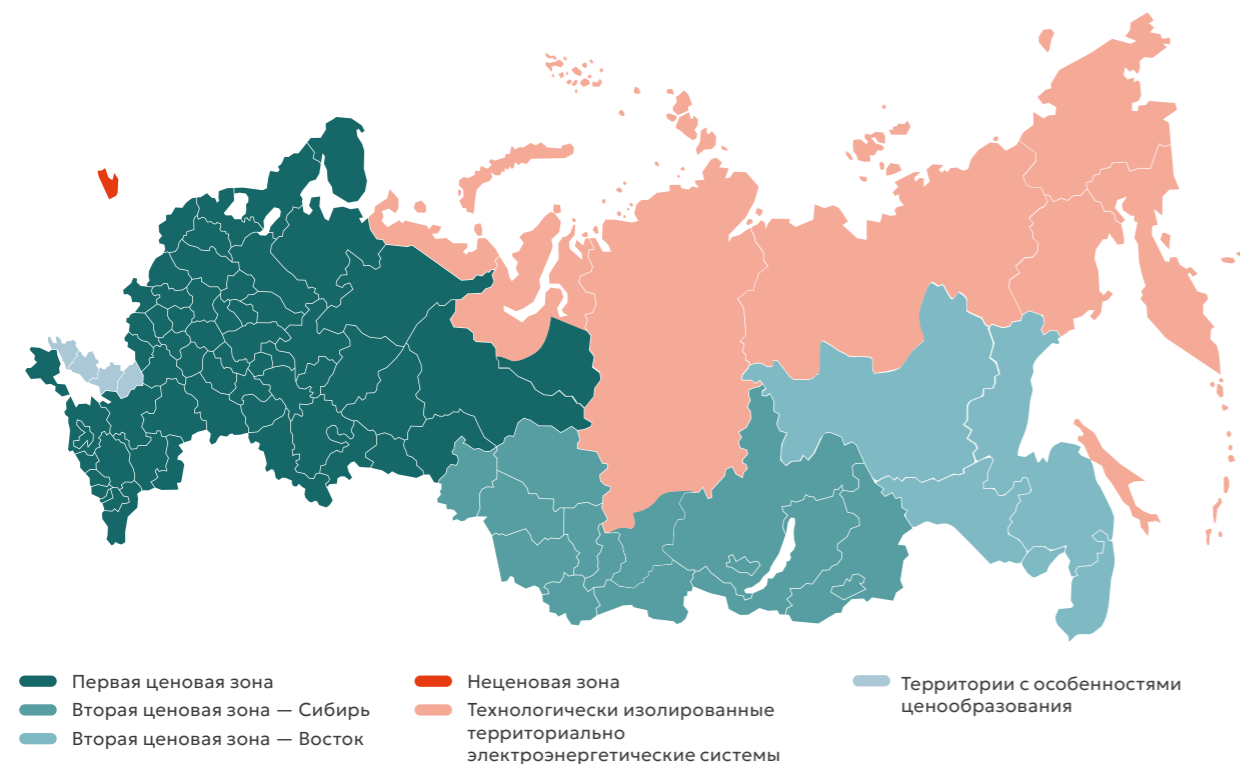 Первая ценовая зона
Вторая ценовая зона — Сибирь
Вторая ценовая зона — Восток
Неценовая зона
Технологически изолированные
территориально
электроэнергетические системы
Территории с особенностями
ценообразования